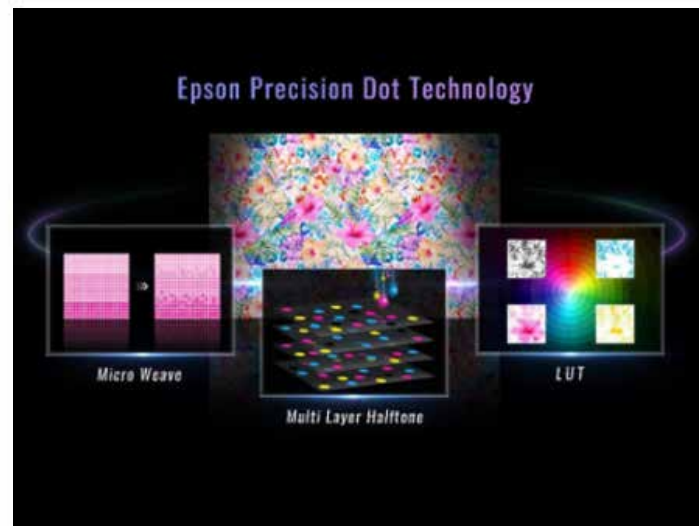 Epson Precision Dot Technology
Micro Weave
Multi Layer Halftone
LUT